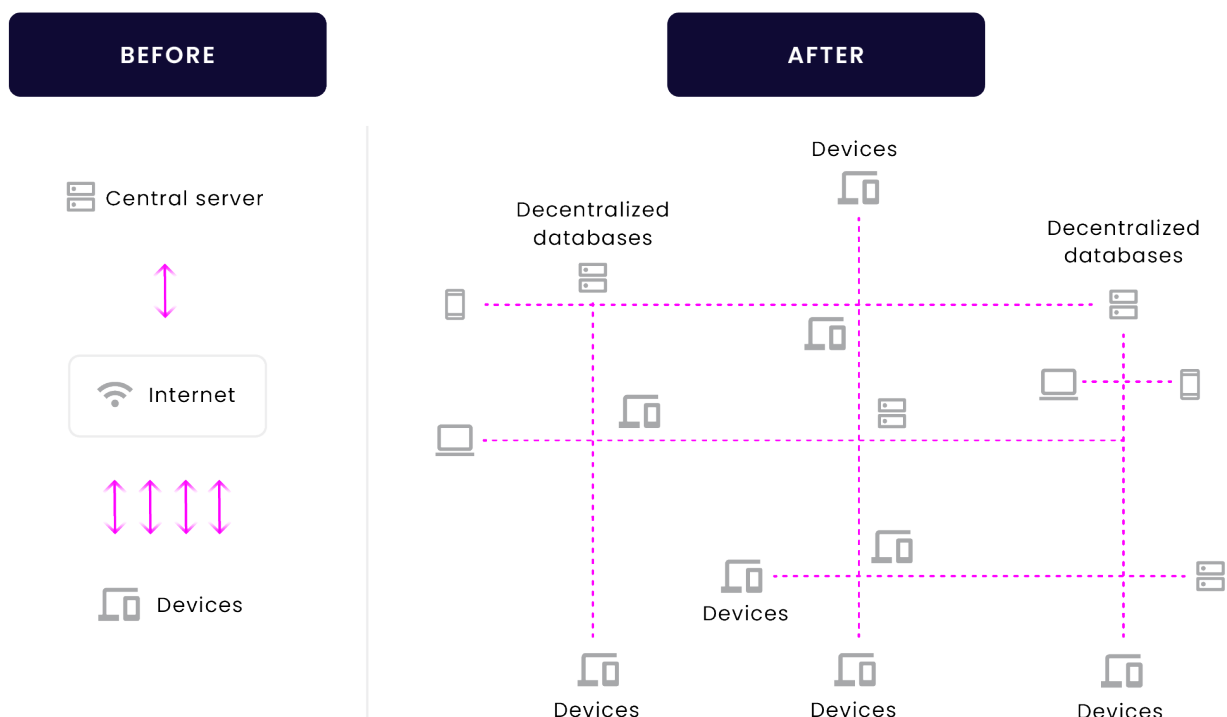 BEFORE
AFTER
Central server
Internet
Devices
Devices
Decentralized
databases
Decentralized
databases
Devices
Devices
Devices
Devices